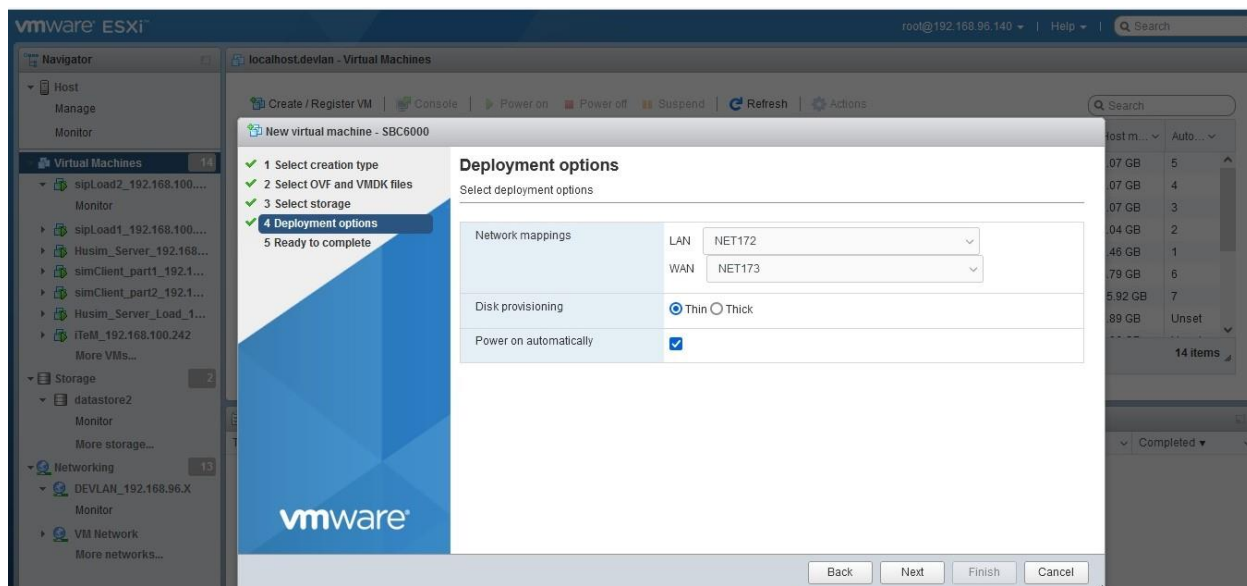 vmware ESXi™
root@192.168.96.140 | Help | Search
Navigator
localhost.devlan - Virtual Machines
Host
Manage
Monitor
Virtual Machines 14
sipLoad2_192.168.100....
Monitor
sipLoad1_192.168.100....
Husim_Server_192.168...
simClient_part1_192.1...
simClient_part2_192.1...
Husim_Server_Load_1...
iTeM_192.168.100.242
More VMs...
Storage 2
datastore2
Monitor
More storage...
Networking 13
DEVLAN_192.168.96.X
Monitor
VM Network
More networks...
Create / Register VM | Console | Power on Power off Suspend | Refresh | Actions
Search
Host m... Auto...
.07 GB 5
.07 GB 4
.07 GB 3
.04 GB 2
.46 GB 1
.79 GB 6
5.92 GB 7
.89 GB Unset
14 items
Completed
New virtual machine - SBC6000
1 Select creation type
2 Select OVF and VMDK files
3 Select storage
4 Deployment options
5 Ready to complete
vmware®
Deployment options
Select deployment options
Network mappings
LAN NET172
WAN NET173
Disk provisioning
Thin Thick
Power on automatically
Back Next Finish Cancel